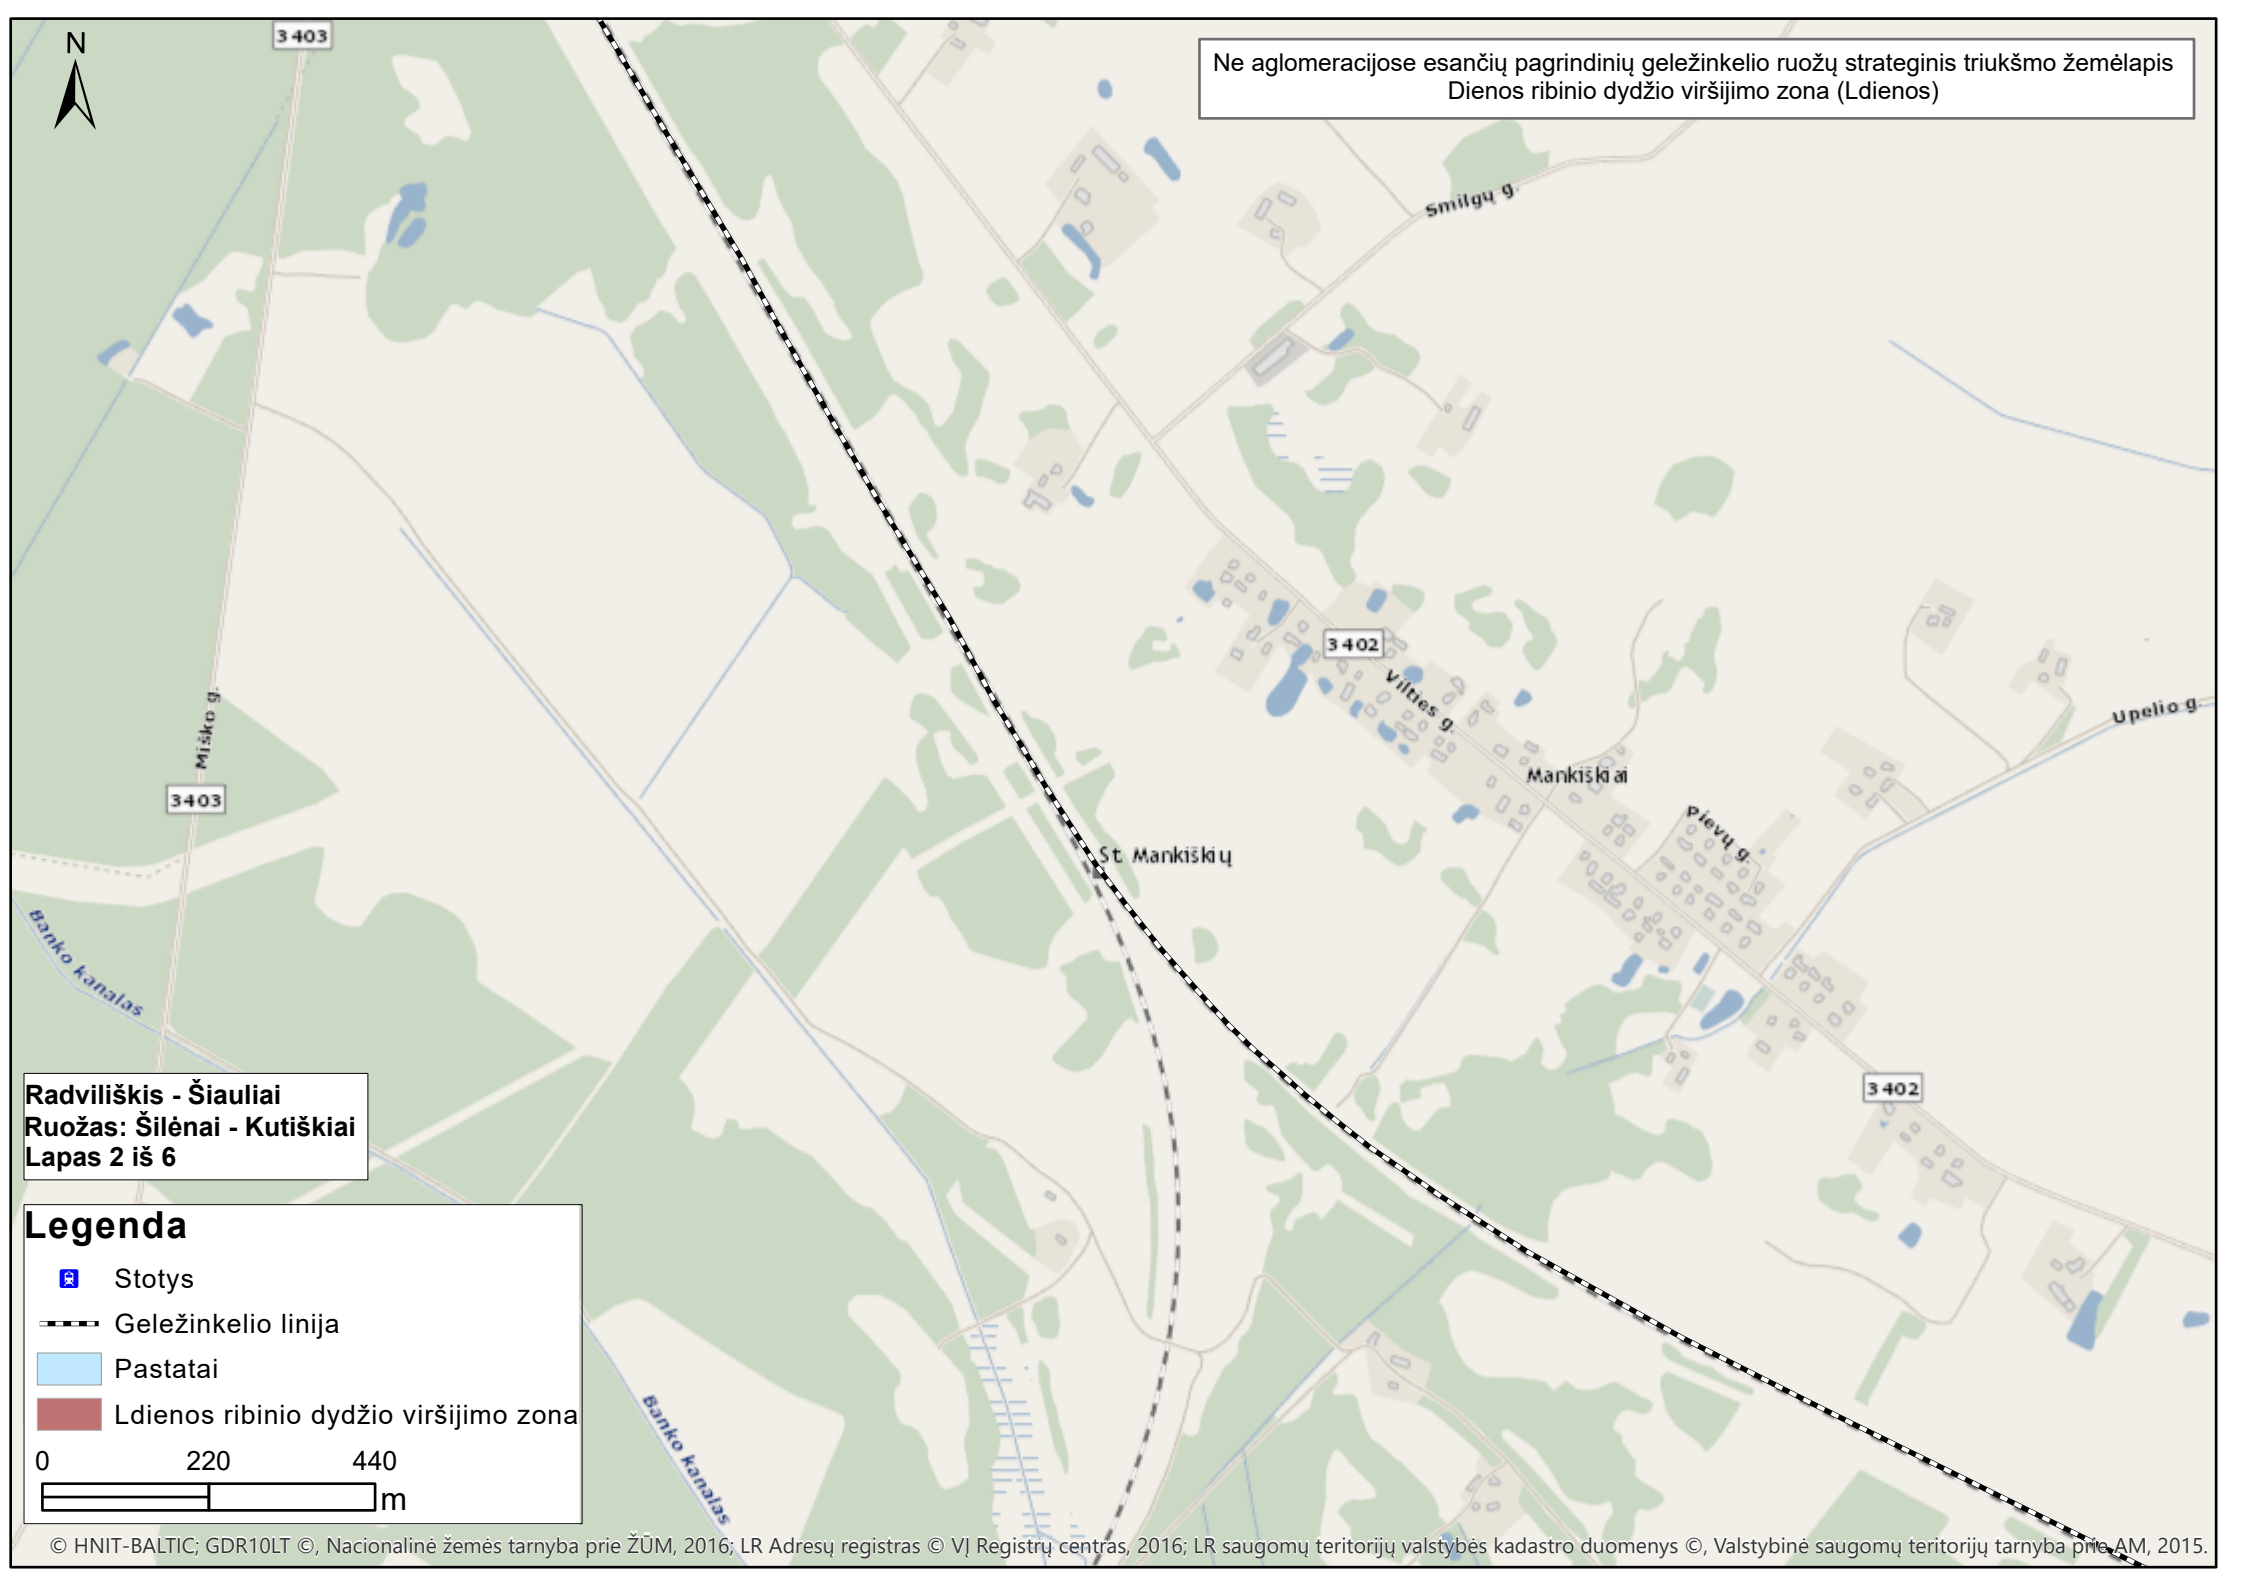 N
3403
Ne aglomeracijose esančių pagrindinių geležinkelio ruožų strateginis triukšmo žemėlapis
Dienos ribinio dydžio viršijimo zona (Ldienos)
Smilgų g.
3402
Vilties g.
Miško g.
Upelio g.
Mankiškiai
3403
Pievų g.
St. Mankiškių
Banko kanalas
3402
Radviliškis - Šiauliai
Ruožas: Šilėnai - Kutiškiai
Lapas 2 iš 6
Legenda
Stotys
Geležinkelio linija
Pastatai
Ldienos ribinio dydžio viršijimo zona
0 220 440
m
Banko kanalas
© HNIT-BALTIC; GDR10LT ©, Nacionalinė žemės tarnyba prie ŽŪM, 2016; LR Adresų registras © VĮ Registrų centras, 2016; LR saugomų teritorijų valstybės kadastro duomenys ©, Valstybinė saugomų teritorijų tarnyba prie AM, 2015.